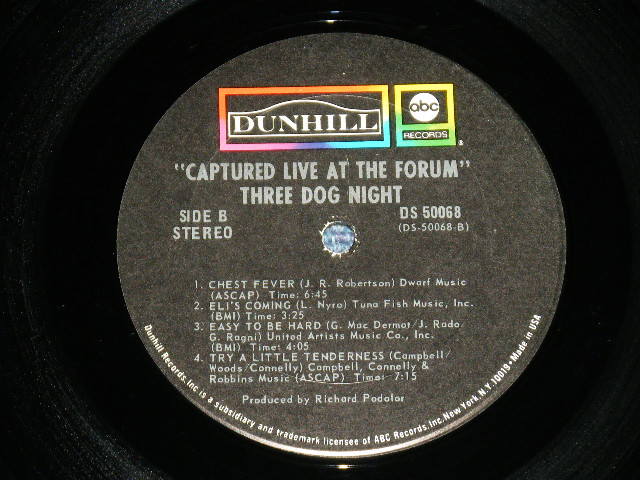 DUNHILL
abc
RECORDS
"CAPTURED LIVE AT THE FORUM"
THREE DOG NIGHT
SIDE B
STEREO
DS 50068
(DS-50068-B)
1. CHEST FEVER (J. R. Robertson) Dwarf Music
(ASCAP) Time: 6:45
2. ELI'S COMING (L. Nyro) Tuna Fish Music, Inc.
(BMI) Time: 3:25
3. EASY TO BE HARD (G. Mac Dermot/J. Rado/
G. Ragni) United Artists Music Co., Inc.
(BMI) Time: 4:05
4. TRY A LITTLE TENDERNESS (Campbell/
Woods/Connelly) Campbell, Connelly &
Robbins Music (ASCAP) Time: 7:15
Produced by Richard Podolor
Dunhill Records, Inc. is a subsidiary and trademark licensee of ABC Records, Inc. New York, N.Y. 10019 • Made in USA